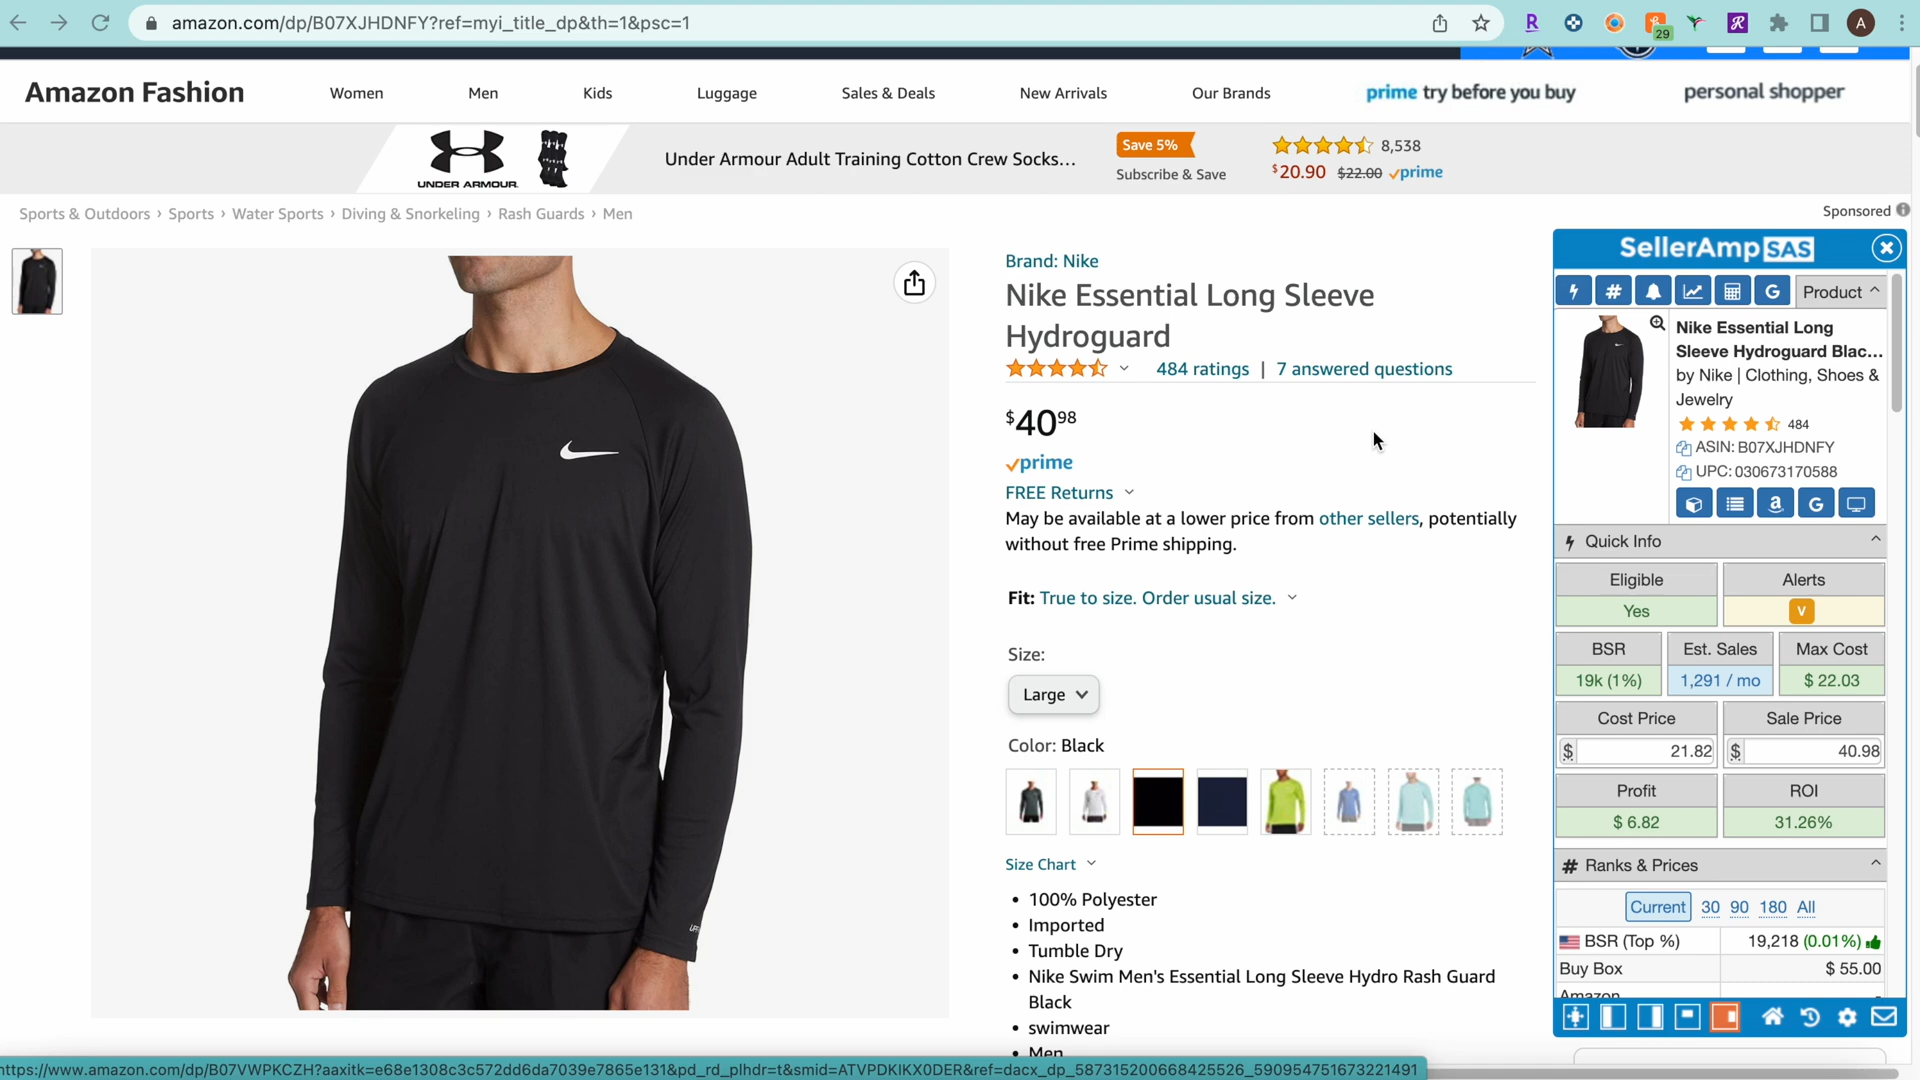 amazon.com/dp/B07XJHDNFY?ref=myi_title_dp&th=1&psc=1
29
A
Amazon Fashion
Women
Men
Kids
Luggage
Sales & Deals
New Arrivals
Our Brands
prime try before you buy
personal shopper
UNDER ARMOUR
Under Armour Adult Training Cotton Crew Socks...
Save 5%
Subscribe & Save
8,538
$20.90 $22.00 prime
Sports & Outdoors › Sports › Water Sports › Diving & Snorkeling › Rash Guards › Men
Sponsored
Brand: Nike
Nike Essential Long Sleeve
Hydroguard
484 ratings | 7 answered questions
$4098
prime
FREE Returns
May be available at a lower price from other sellers, potentially
without free Prime shipping.
Fit: True to size. Order usual size.
Size:
Large
Color: Black
Size Chart
• 100% Polyester
• Imported
• Tumble Dry
• Nike Swim Men's Essential Long Sleeve Hydro Rash Guard
Black
• swimwear
• Men
SellerAmp SAS
Product
Nike Essential Long
Sleeve Hydroguard Blac...
by Nike | Clothing, Shoes &
Jewelry
484
ASIN: B07XJHDNFY
UPC: 030673170588
Quick Info
Eligible
Alerts
Yes
V
BSR
Est. Sales
Max Cost
19k (1%)
1,291 / mo
$ 22.03
Cost Price
Sale Price
$ 21.82
$ 40.98
Profit
ROI
$ 6.82
31.26%
# Ranks & Prices
Current 30 90 180 All
BSR (Top %) 19,218 (0.01%)
Buy Box $ 55.00
Amazon -
https://www.amazon.com/dp/B07VWPKCZH?aaxitk=e68e1308c3c572dd6da7039e7865e131&pd_rd_plhdr=t&smid=ATVPDKIKX0DER&ref=dacx_dp_587315200668425526_590954751673221491